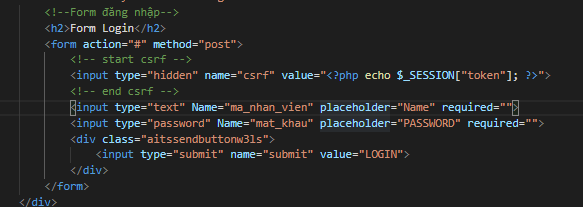 <!--Form đăng nhập-->
<h2>Form Login</h2>
<form action="#" method="post">
<!-- start csrf -->
<input type="hidden" name="csrf" value="<?php echo $_SESSION["token"]; ?>">
<!-- end csrf -->
<input type="text" Name="ma_nhan_vien" placeholder="Name" required="">
<input type="password" Name="mat_khau" placeholder="PASSWORD" required="">
<div class="aitssendbuttonw3ls">
<input type="submit" name="submit" value="LOGIN">
</div>
</form>
</div>